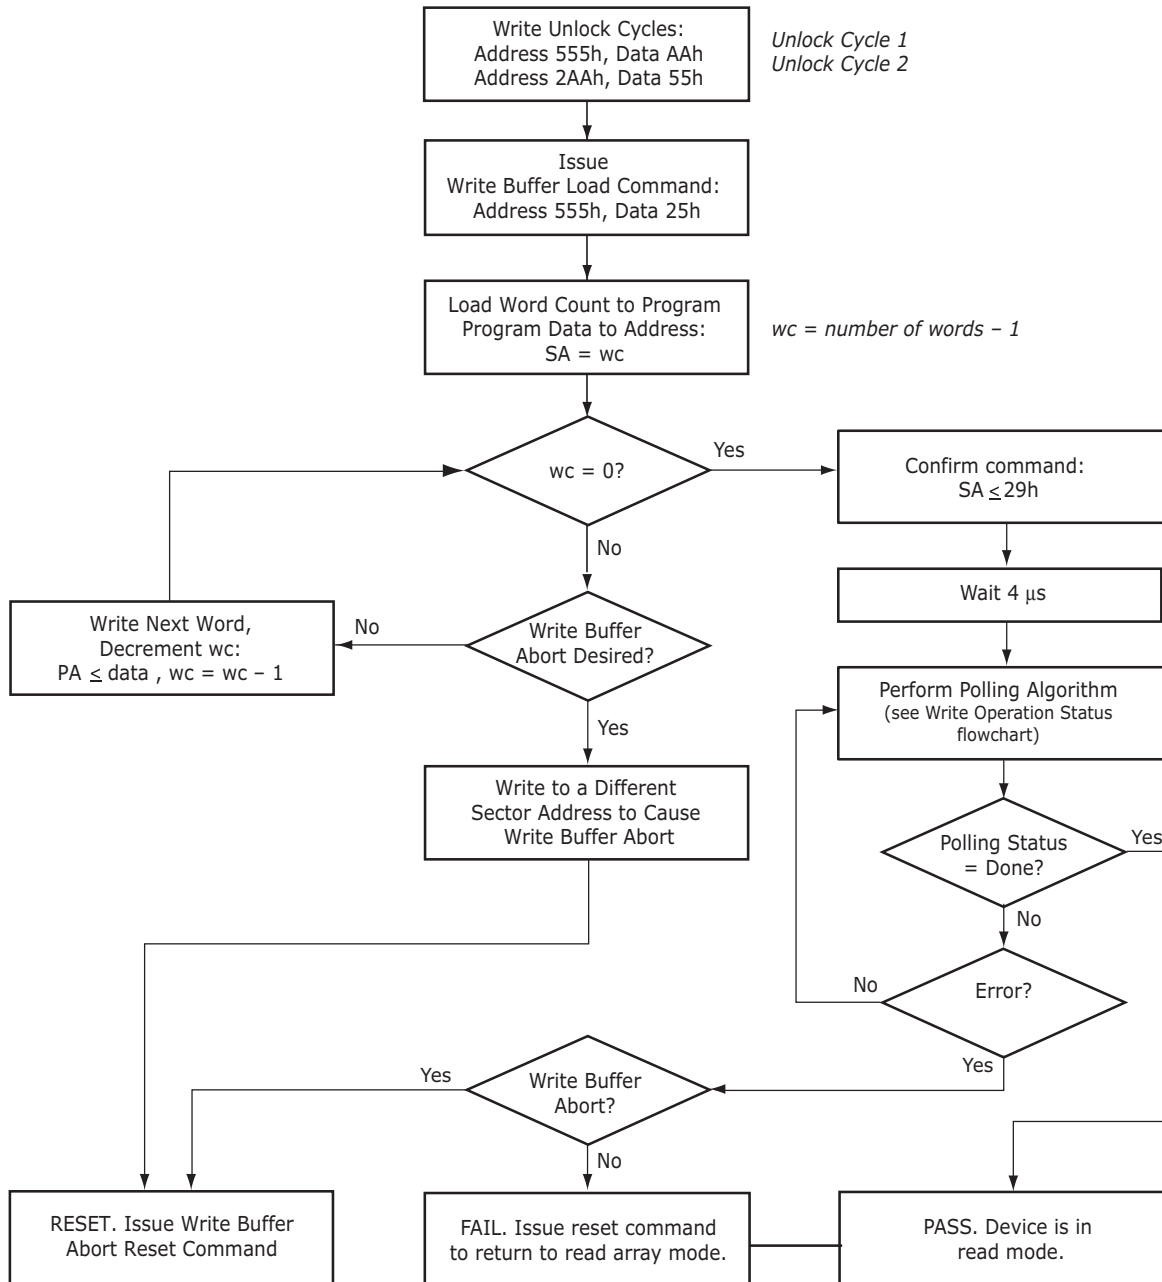 Write Unlock Cycles:
Address 555h, Data AAh
Address 2AAh, Data 55h
Unlock Cycle 1
Unlock Cycle 2
Issue
Write Buffer Load Command:
Address 555h, Data 25h
Load Word Count to Program
Program Data to Address:
SA = wc
wc = number of words – 1
wc = 0?
Yes
Confirm command:
SA ≤ 29h
No
Wait 4 μs
Write Buffer
Abort Desired?
No
Write Next Word,
Decrement wc:
PA ≤ data , wc = wc – 1
Yes
Perform Polling Algorithm
(see Write Operation Status
flowchart)
Write to a Different
Sector Address to Cause
Write Buffer Abort
Polling Status
= Done?
Yes
No
Error?
No
Yes
Write Buffer
Abort?
Yes
No
RESET. Issue Write Buffer
Abort Reset Command
FAIL. Issue reset command
to return to read array mode.
PASS. Device is in
read mode.